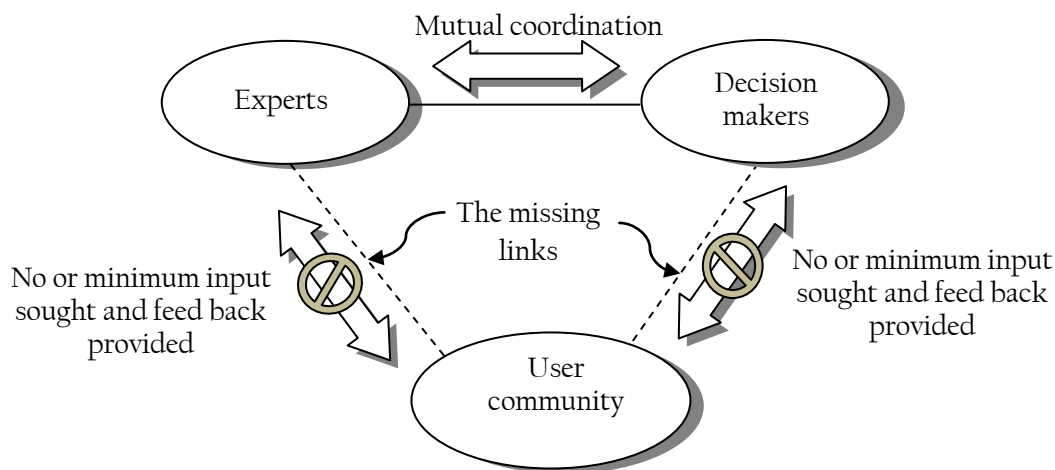 Mutual coordination
Experts
Decision
makers
The missing
links
No or minimum input
sought and feed back
provided
No or minimum input
sought and feed back
provided
User
community